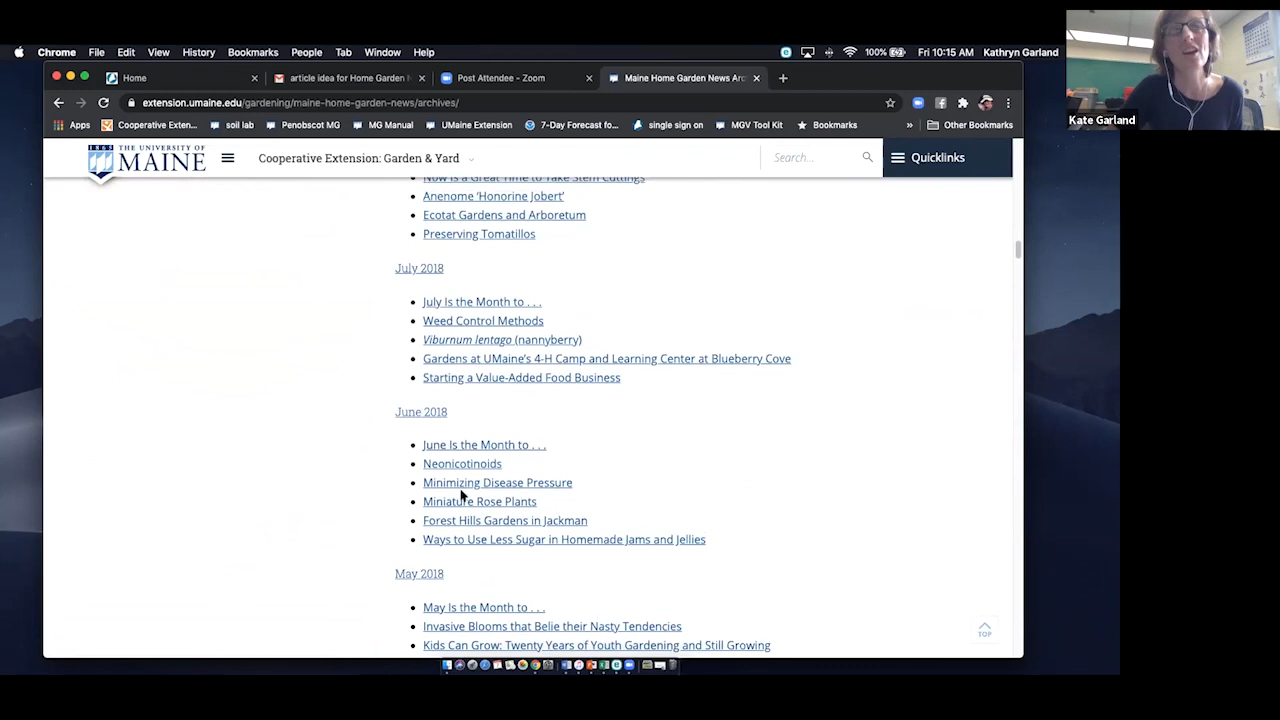 Chrome File Edit View History Bookmarks People Tab Window Help 100% Fri 10:15 AM Kathryn Garland
Home article idea for Home Garden N Post Attendee - Zoom Maine Home Garden News Arc
extension.umaine.edu/gardening/maine-home-garden-news/archives/
Apps Cooperative Exten... soil lab Penobscot MG MG Manual UMaine Extension 7-Day Forecast fo... single sign on MGV Tool Kit Bookmarks » Other Bookmarks
1865 THE UNIVERSITY OF
MAINE
Cooperative Extension: Garden & Yard Search... Quicklinks
Now Is a Great Time to Take Stem Cuttings
Anenome ‘Honorine Jobert’
Ecotat Gardens and Arboretum
Preserving Tomatillos
July 2018
July Is the Month to . . .
Weed Control Methods
Viburnum lentago (nannyberry)
Gardens at UMaine’s 4-H Camp and Learning Center at Blueberry Cove
Starting a Value-Added Food Business
June 2018
June Is the Month to . . .
Neonicotinoids
Minimizing Disease Pressure
Miniature Rose Plants
Forest Hills Gardens in Jackman
Ways to Use Less Sugar in Homemade Jams and Jellies
May 2018
May Is the Month to . . .
Invasive Blooms that Belie their Nasty Tendencies
Kids Can Grow: Twenty Years of Youth Gardening and Still Growing
TOP
Kate Garland